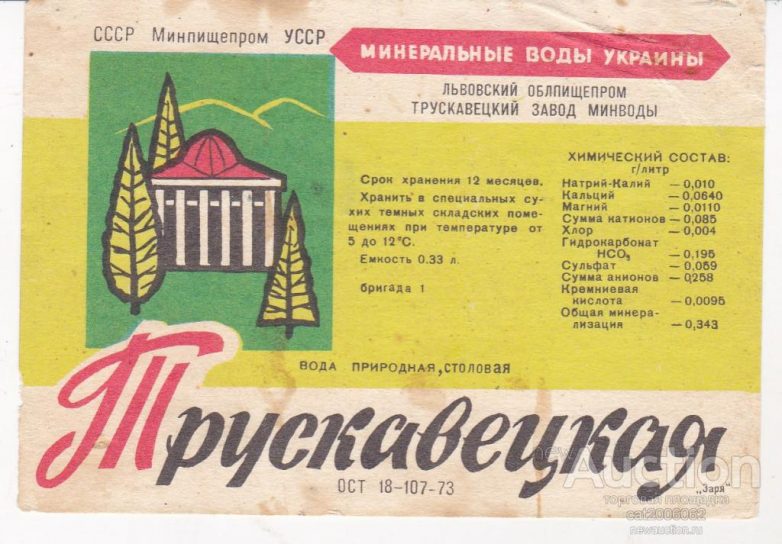 СССР Минпищепром УССР
МИНЕРАЛЬНЫЕ ВОДЫ УКРАИНЫ
ЛЬВОВСКИЙ ОБЛПИЩЕПРОМ
ТРУСКАВЕЦКИЙ ЗАВОД МИНВОДЫ
Срок хранения 12 месяцев.
Хранить в специальных су-
хих темных складских поме-
щениях при температуре от
5 до 12°С.
Емкость 0.33 л.
бригада 1
ХИМИЧЕСКИЙ СОСТАВ:
г/литр
Натрий-Калий —0,010
Кальций —0,0640
Магний —0,0110
Сумма катионов —0,085
Хлор —0,004
Гидрокарбонат
НСО₃ —0,195
Сульфат —0,059
Сумма анионов —0,258
Кремниевая
кислота —0,0095
Общая минера-
лизация —0,343
ВОДА ПРИРОДНАЯ, СТОЛОВАЯ
Трускавецкая
ОСТ 18-107-73
„Заря"
new
Auction
торговая площадка
cat2006062
newauction.ru